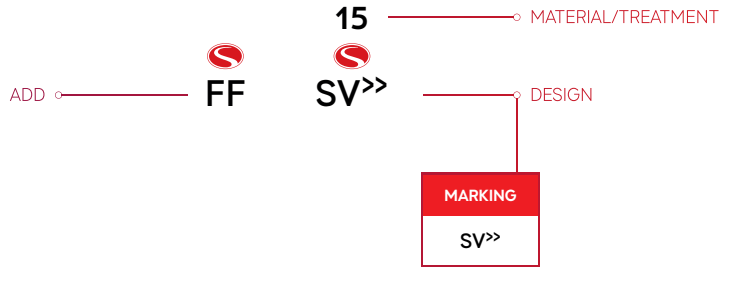 15 MATERIAL/TREATMENT
ADD FF SV>> DESIGN
MARKING
SV>>